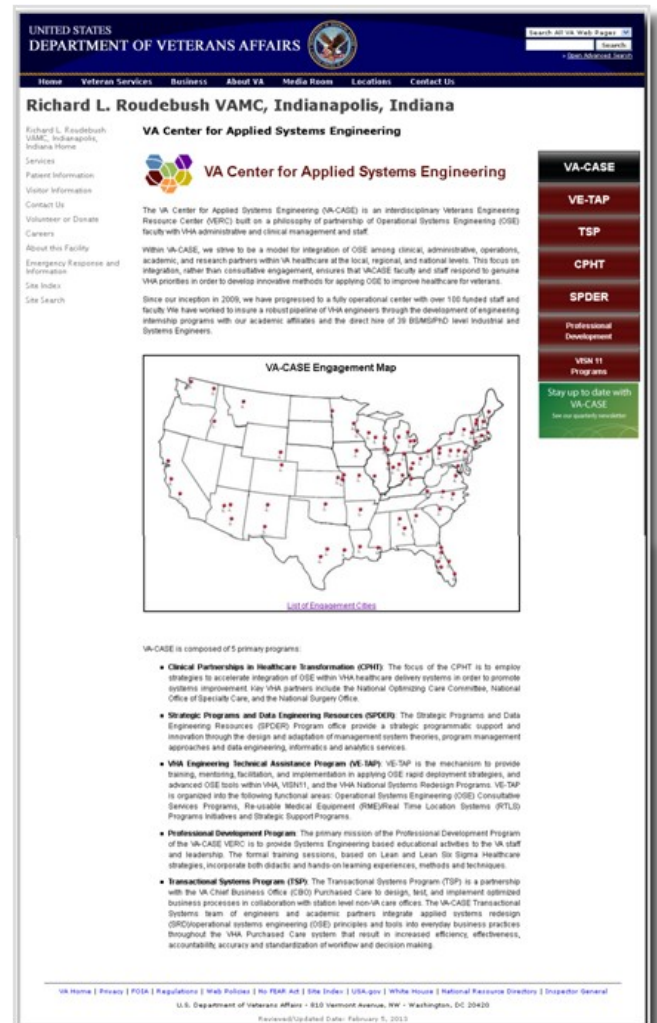 UNITED STATES
DEPARTMENT OF VETERANS AFFAIRS
Search All VA Web Pages
Search
» Open Advanced Search
Home Veteran Services Business About VA Media Room Locations Contact Us
Richard L. Roudebush VAMC, Indianapolis, Indiana
Richard L. Roudebush
VAMC, Indianapolis,
Indiana Home
Services
Patient Information
Visitor Information
Contact Us
Volunteer or Donate
Careers
About this Facility
Emergency Response and
Information
Site Index
Site Search
VA Center for Applied Systems Engineering
VA Center for Applied Systems Engineering
The VA Center for Applied Systems Engineering (VA-CASE) is an interdisciplinary Veterans Engineering
Resource Center (VERC) built on a philosophy of partnership of Operational Systems Engineering (OSE)
faculty with VHA administrative and clinical management and staff.
Within VA-CASE, we strive to be a model for integration of OSE among clinical, administrative, operations,
academic, and research partners within VA healthcare at the local, regional, and national levels. This focus on
integration, rather than consultative engagement, ensures that VACASE faculty and staff respond to genuine
VHA priorities in order to develop innovative methods for applying OSE to improve healthcare for veterans.
Since our inception in 2009, we have progressed to a fully operational center with over 100 funded staff and
faculty. We have worked to insure a robust pipeline of VHA engineers through the development of engineering
internship programs with our academic affiliates and the direct hire of 39 BS/MS/PhD level Industrial and
Systems Engineers.
VA-CASE
VE-TAP
TSP
CPHT
SPDER
Professional
Development
VISN 11
Programs
Stay up to date with
VA-CASE
See our quarterly newsletter
VA-CASE Engagement Map
List of Engagement Cities
VA-CASE is composed of 5 primary programs:
Clinical Partnerships in Healthcare Transformation (CPHT): The focus of the CPHT is to employ
strategies to accelerate integration of OSE within VHA healthcare delivery systems in order to promote
systems improvement. Key VHA partners include the National Optimizing Care Committee, National
Office of Specialty Care, and the National Surgery Office.
Strategic Programs and Data Engineering Resources (SPDER): The Strategic Programs and Data
Engineering Resources (SPDER) Program office provide a strategic programmatic support and
innovation through the design and adaptation of management system theories, program management
approaches and data engineering, informatics and analytics services.
VHA Engineering Technical Assistance Program (VE-TAP): VE-TAP is the mechanism to provide
training, mentoring, facilitation, and implementation in applying OSE rapid deployment strategies, and
advanced OSE tools within VHA, VISN11, and the VHA National Systems Redesign Programs. VE-TAP
is organized into the following functional areas: Operational Systems Engineering (OSE) Consultative
Services Programs, Re-usable Medical Equipment (RME)/Real Time Location Systems (RTLS)
Programs Initiatives and Strategic Support Programs.
Professional Development Program: The primary mission of the Professional Development Program
of the VA-CASE VERC is to provide Systems Engineering based educational activities to the VA staff
and leadership. The formal training sessions, based on Lean and Lean Six Sigma Healthcare
strategies, incorporate both didactic and hands-on learning experiences, methods and techniques.
Transactional Systems Program (TSP): The Transactional Systems Program (TSP) is a partnership
with the VA Chief Business Office (CBO) Purchased Care to design, test, and implement optimized
business processes in collaboration with station level non-VA care offices. The VA-CASE Transactional
Systems team of engineers and academic partners integrate applied systems redesign
(SRD)/operational systems engineering (OSE) principles and tools into everyday business practices
throughout the VHA Purchased Care system that result in increased efficiency, effectiveness,
accountability, accuracy and standardization of workflow and decision making.
VA Home | Privacy | FOIA | Regulations | Web Policies | No FEAR Act | Site Index | USA.gov | White House | National Resource Directory | Inspector General
U.S. Department of Veterans Affairs - 810 Vermont Avenue, NW - Washington, DC 20420
Reviewed/Updated Date: February 5, 2013